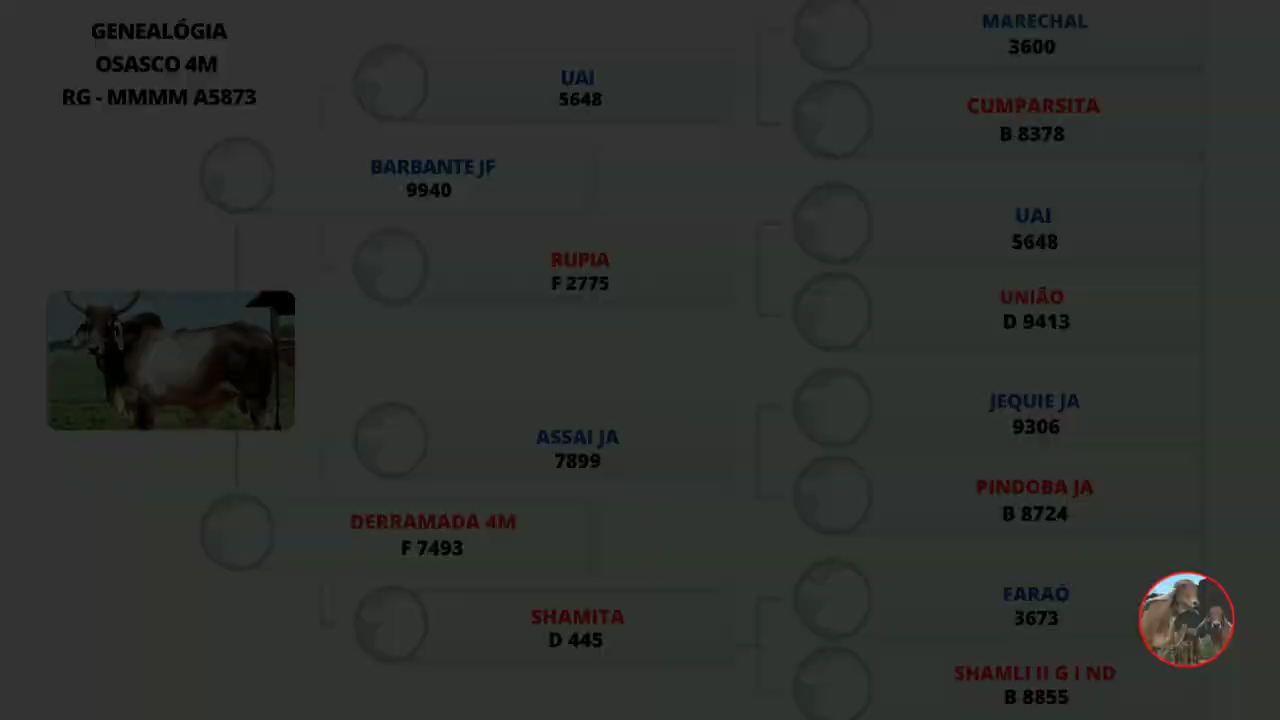 GENEALÓGIA
OSASCO 4M
RG - MMMM A5873
UAI
5648
BARBANTE JF
9940
RUPIA
F 2775
ASSAI JA
7899
DERRAMADA 4M
F 7493
SHAMITA
D 445
MARECHAL
3600
CUMPARSITA
B 8378
UAI
5648
UNIÃO
D 9413
JEQUIE JA
9306
PINDOBA JA
B 8724
FARAÓ
3673
SHAMLI II G I ND
B 8855